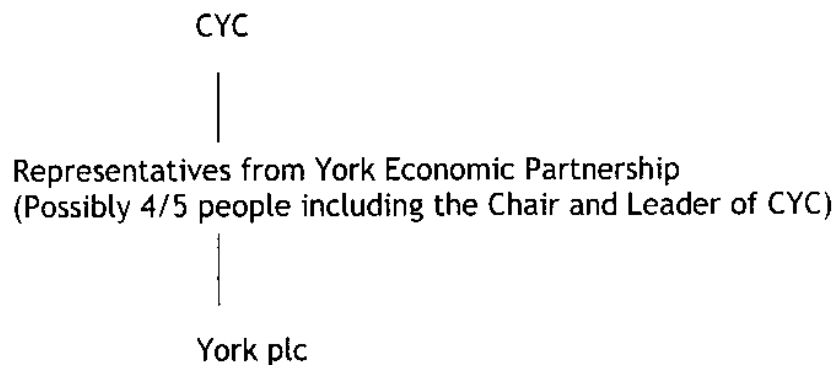 CYC
Representatives from York Economic Partnership
(Possibly 4/5 people including the Chair and Leader of CYC)
York plc